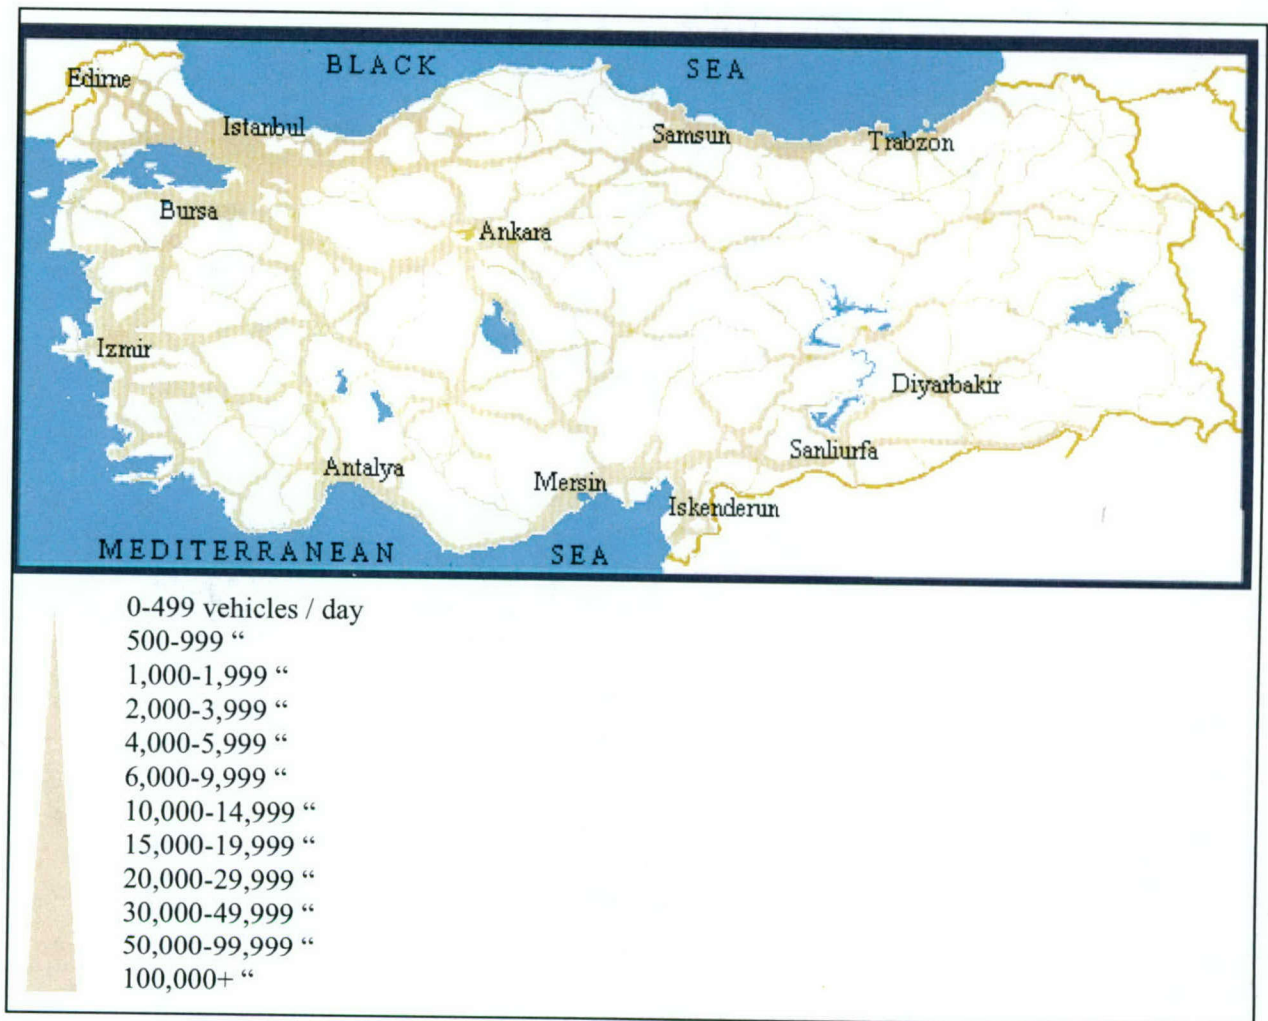 BLACK SEA
Edirne
Istanbul
Samsun
Trabzon
Bursa
Ankara
Izmir
Diyarbakir
Sanliurfa
Antalya
Mersin
Iskenderun
MEDITERRANEAN SEA
0-499 vehicles / day
500-999 “
1,000-1,999 “
2,000-3,999 “
4,000-5,999 “
6,000-9,999 “
10,000-14,999 “
15,000-19,999 “
20,000-29,999 “
30,000-49,999 “
50,000-99,999 “
100,000+ “